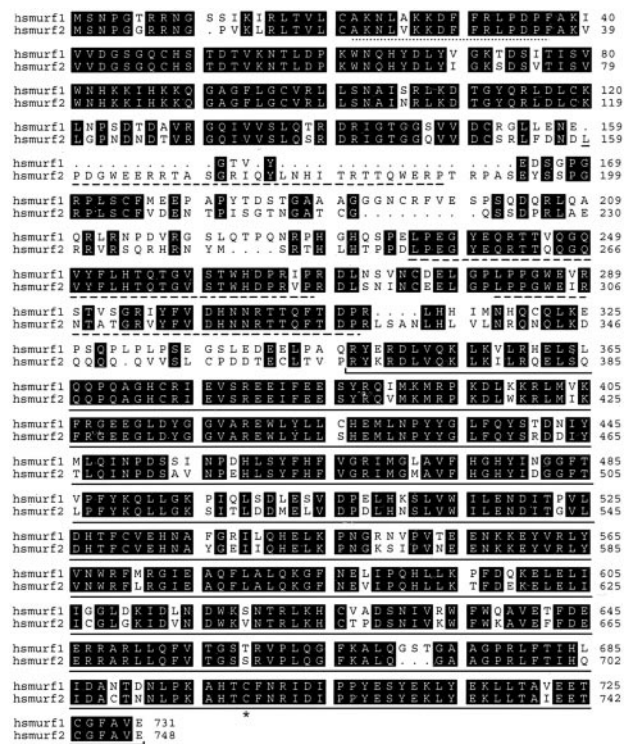 hsmurf1 MSNPGTRRNG SSIKIRLTVL CAKNLAKKDF FRLPDPFAKI 40
hsmurf2 MSNPGGRRNG .PVKLRLTVL CAKNLVKKDF FRLPDPFAKV 39
hsmurf1 VVDGSGQCHS TDTVKNTLDP KWNQHYDLYV GKTDSITISV 80
hsmurf2 VVDGSGQCHS TDTVKNTLDP KWNQHYDLYI GKSDSVTISV 79
hsmurf1 WNHKKIHKKQ GAGFLGCVRL LSNAISRLKD TGYQRLDLCK 120
hsmurf2 WNHKKIHKKQ GAGFLGCVRL LSNAINRLKD TGYQRLDLCK 119
hsmurf1 LNPSDTDAVR GQIVVSLQTR DRIGTGGSVV DCRGLLENE. 159
hsmurf2 LGPNDNDTVR GQIVVSLQSR DRIGTGGQVV DCSRLFDNDL 159
hsmurf1 .......... .GTV.Y.... .......... ....EDSGPG 169
hsmurf2 PDGWEERRTA SGRIQYLNHI TRTTQWERPT RPASEYSSPG 199
hsmurf1 RPLSCFMEEP APYTDSTGAA AGGGNCRFVE SPSQDQRLQA 209
hsmurf2 RPLSCFVDEN TPISGTNGAT CG........ .QSSDPRLAE 230
hsmurf1 QRLRNPDVRG SLQTPQNRPH GHQSPELPEG YEQRTTVQGQ 249
hsmurf2 RRVRSQRHRN YM....SRTH LHTPPDLPEG YEQRTTQQGQ 266
hsmurf1 VYFLHTQTGV STWHDPRIPR DLNSVNCDEL GPLPPGWEVR 289
hsmurf2 VYFLHTQTGV STWHDPRVPR DLSNINCEEL GPLPPGWEIR 306
hsmurf1 STVSGRIYFV DHNNRTTQFT DPR....LHH IMNHQCQLKE 325
hsmurf2 NTATGRVYFV DHNNRTTQFT DPRLSANLHL VLNRQNQLKD 346
hsmurf1 PSQPLPLPSE GSLEDEELPA QRYERDLVQK LKVLRHELSL 365
hsmurf2 QQQQ.QVVSL CPDDTECLTV PRYKRDLVQK LKILRQELSQ 385
hsmurf1 QQPQAGHCRI EVSREEIFEE SYRQIMKMRP KDLKKRLMVK 405
hsmurf2 QQPQAGHCRI EVSREEIFEE SYRQVMKMRP KDLWKRLMIK 425
hsmurf1 FRGEEGLDYG GVAREWLYLL CHEMLNPYYG LFQYSTDNIY 445
hsmurf2 FRGEEGLDYG GVAREWLYLL SHEMLNPYYG LFQYSRDDIY 465
hsmurf1 MLQINPDSSI NPDHLSYFHF VGRIMGLAVF HGHYINGGFT 485
hsmurf2 TLQINPDSAV NPEHLSYFHF VGRIMGMAVF HGHYIDGGFT 505
hsmurf1 VPFYKQLLGK PIQLSDLESV DPELHKSLVW ILENDITPVL 525
hsmurf2 LPFYKQLLGK SITLDDMELV DPDLHNSLVW ILENDITGVL 545
hsmurf1 DHTFCVEHNA FGRILQHELK PNGRNVPVTE ENKKEYVRLY 565
hsmurf2 DHTFCVEHNA YGEIIQHELK PNGKSIPVNE ENKKEYVRLY 585
hsmurf1 VNWRFMRGIE AQFLALQKGF NELIPQHLLK PFDQKELELI 605
hsmurf2 VNWRFLRGIE AQFLALQKGF NEVIPQHLLK TFDEKELELI 625
hsmurf1 IGGLDKIDLN DWKSNTRLKH CVADSNIVRW FWQAVETFDE 645
hsmurf2 ICGLGKIDVN DWKVNTRLKH CTPDSNIVKW FWKAVEFFDE 665
hsmurf1 ERRARLLQFV TGSTRVPLQG FKALQGSTGA AGPRLFTIHL 685
hsmurf2 ERRARLLQFV TGSSRVPLQG FKALQ...GA AGPRLFTIHQ 702
hsmurf1 IDANTDNLPK AHTCFNRIDI PPYESYEKLY EKLLTAVEET 725
hsmurf2 IDACTNNLPK AHTCFNRIDI PPYESYEKLY EKLLTAIEET 742
*
hsmurf1 CGFAVE 731
hsmurf2 CGFAVE 748